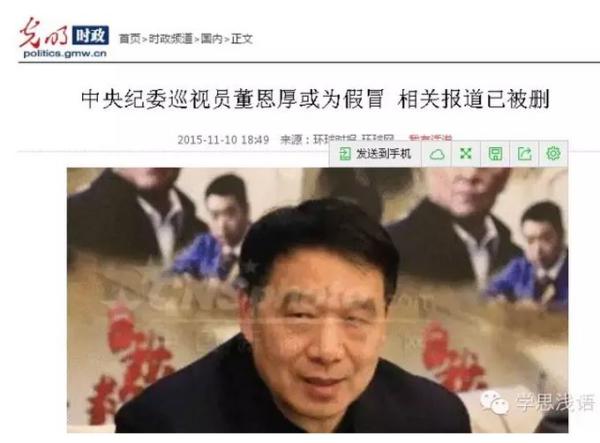 光明 时政 首页>时政频道>国内>正文
politics.gmw.cn
中央纪委巡视员董恩厚或为假冒 相关报道已被删
2015-11-10 18:49 来源：环球时报-环球网
发送到手机
CNSphoto
学思浅语